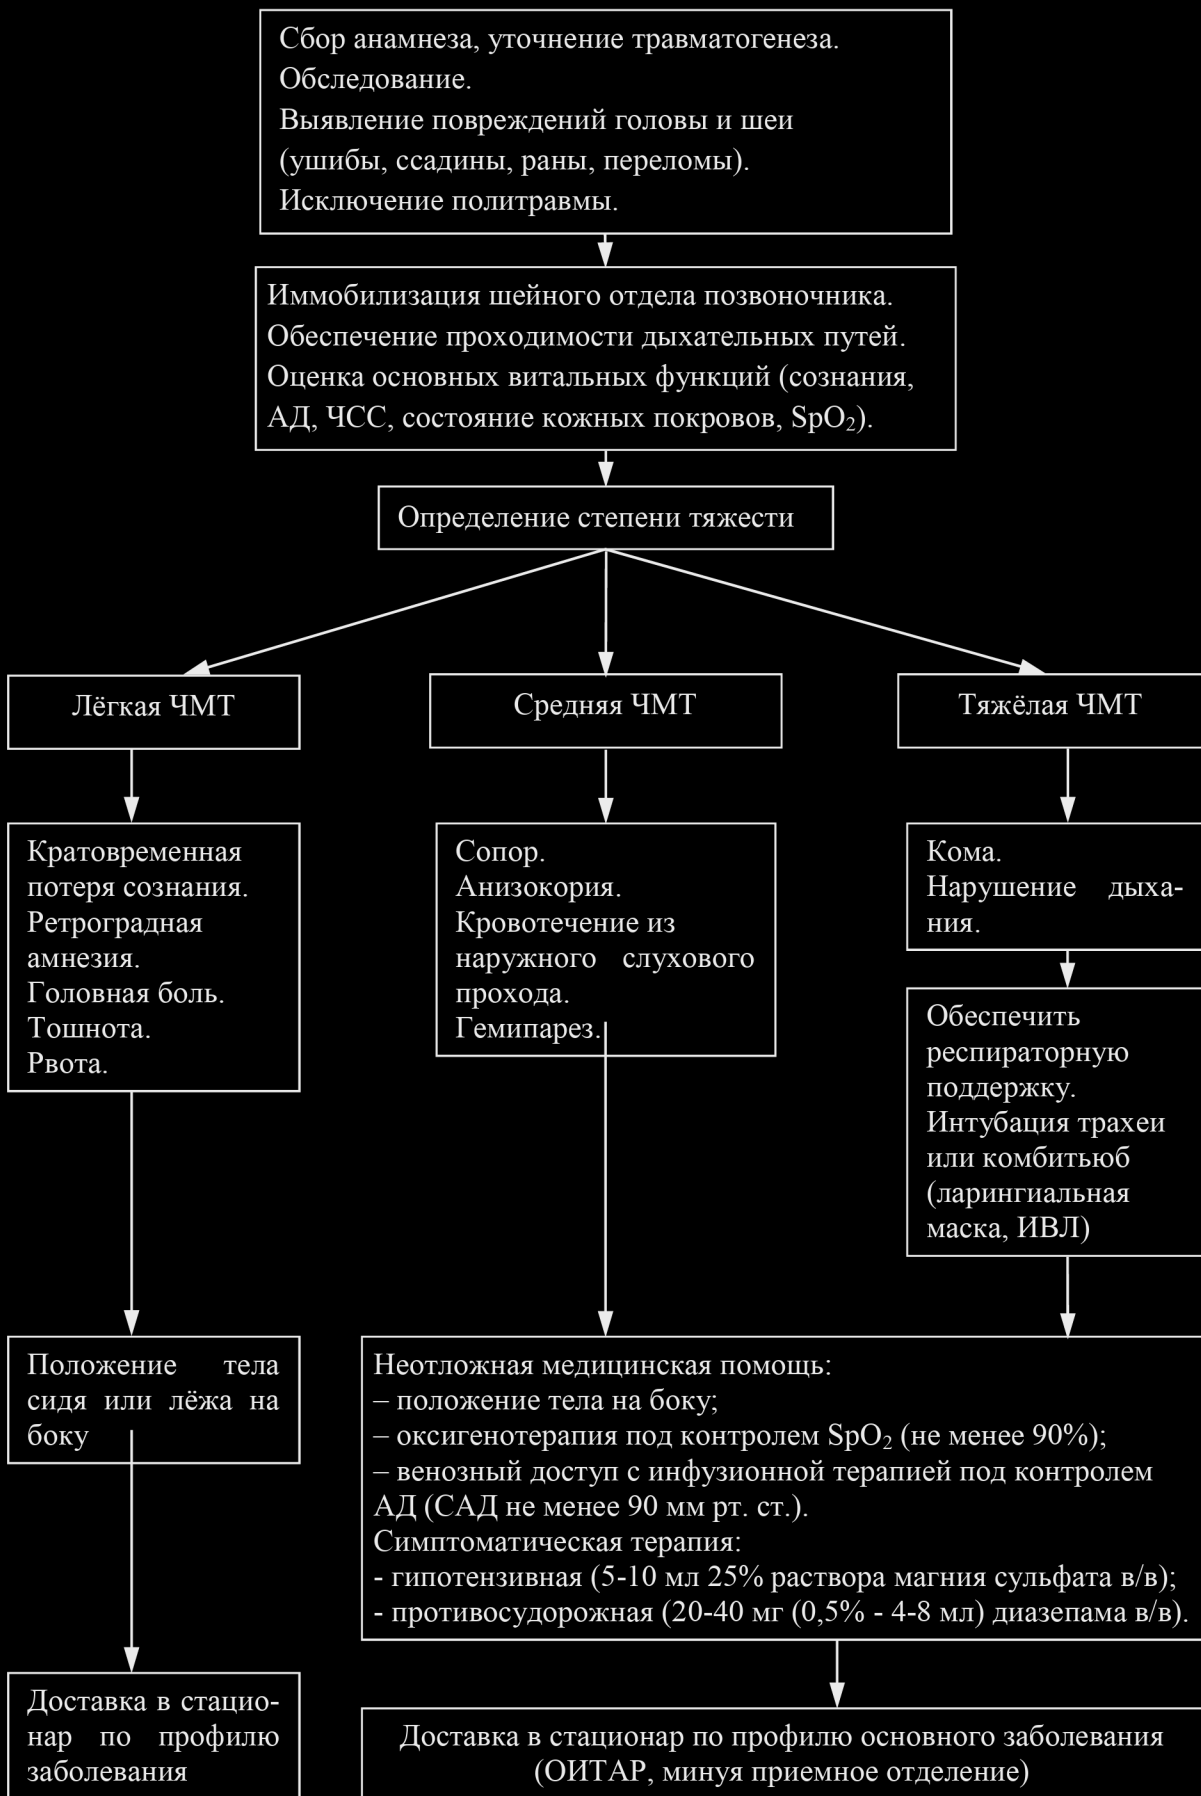 Сбор анамнеза, уточнение травматогенеза.
Обследование.
Выявление повреждений головы и шеи
(ушибы, ссадины, раны, переломы).
Исключение политравмы.
Иммобилизация шейного отдела позвоночника.
Обеспечение проходимости дыхательных путей.
Оценка основных витальных функций (сознания,
АД, ЧСС, состояние кожных покровов, SpO₂).
Определение степени тяжести
Лёгкая ЧМТ
Средняя ЧМТ
Тяжёлая ЧМТ
Кратовременная
потеря сознания.
Ретроградная
амнезия.
Головная боль.
Тошнота.
Рвота.
Сопор.
Анизокория.
Кровотечение из
наружного слухового
прохода.
Гемипарез.
Кома.
Нарушение дыха-
ния.
Обеспечить
респираторную
поддержку.
Интубация трахеи
или комбитьюб
(ларингиальная
маска, ИВЛ)
Положение тела
сидя или лёжа на
боку
Неотложная медицинская помощь:
– положение тела на боку;
– оксигенотерапия под контролем SpO₂ (не менее 90%);
– венозный доступ с инфузионной терапией под контролем
АД (САД не менее 90 мм рт. ст.).
Симптоматическая терапия:
- гипотензивная (5-10 мл 25% раствора магния сульфата в/в);
- противосудорожная (20-40 мг (0,5% - 4-8 мл) диазепама в/в).
Доставка в стацио-
нар по профилю
заболевания
Доставка в стационар по профилю основного заболевания
(ОИТАР, минуя приемное отделение)